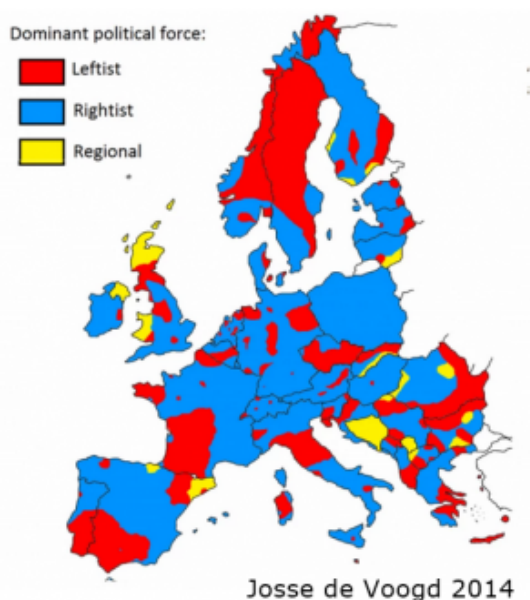 Dominant political force:
Leftist
Rightist
Regional
Josse de Voogd 2014